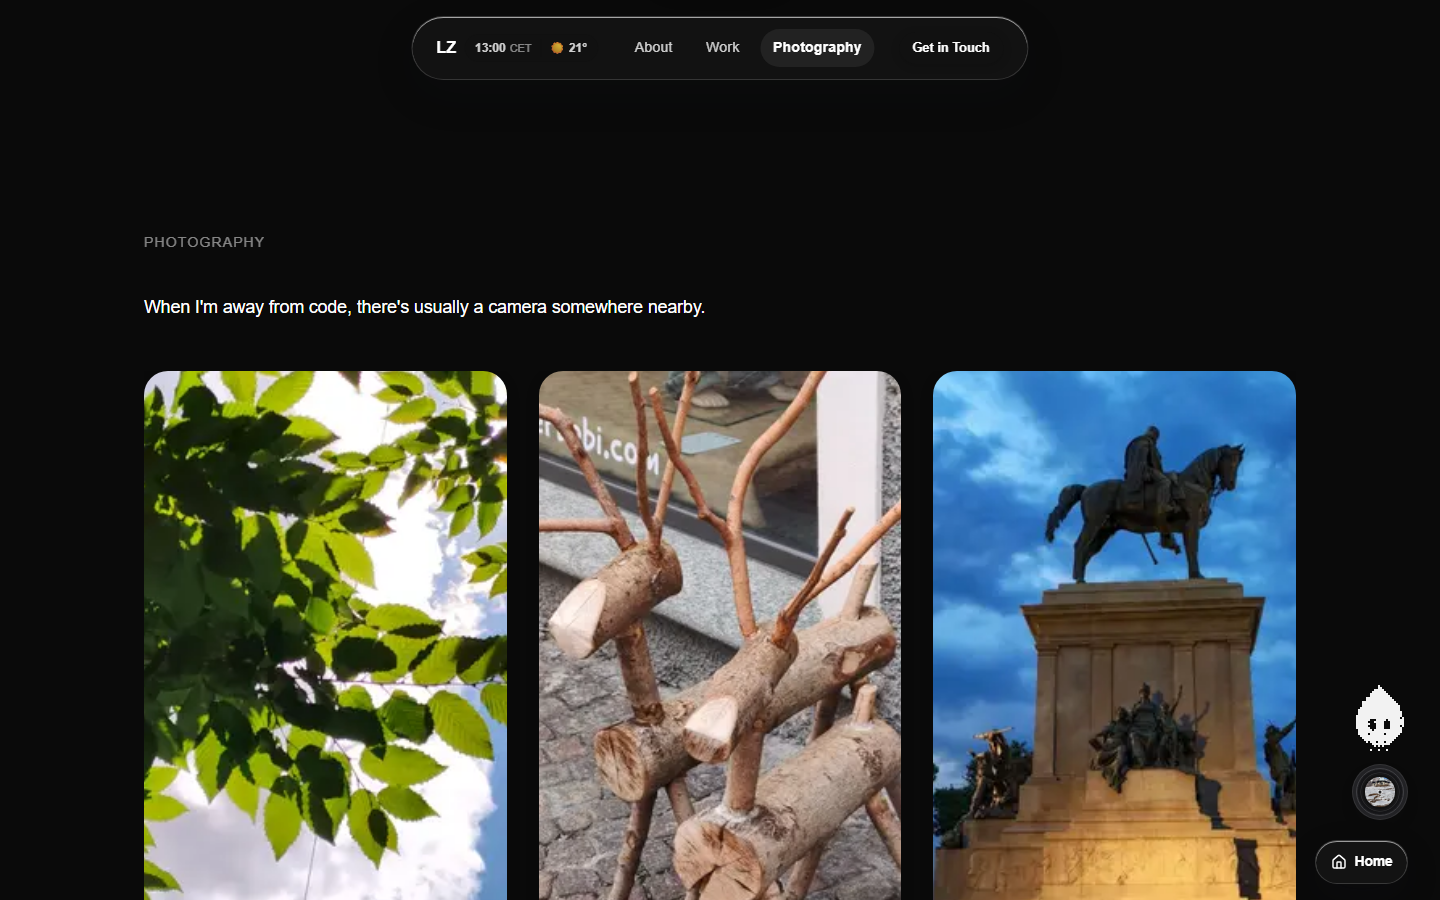 LZ
13:00 CET
21°
About
Work
Photography
Get in Touch
PHOTOGRAPHY
When I'm away from code, there's usually a camera somewhere nearby.
Home